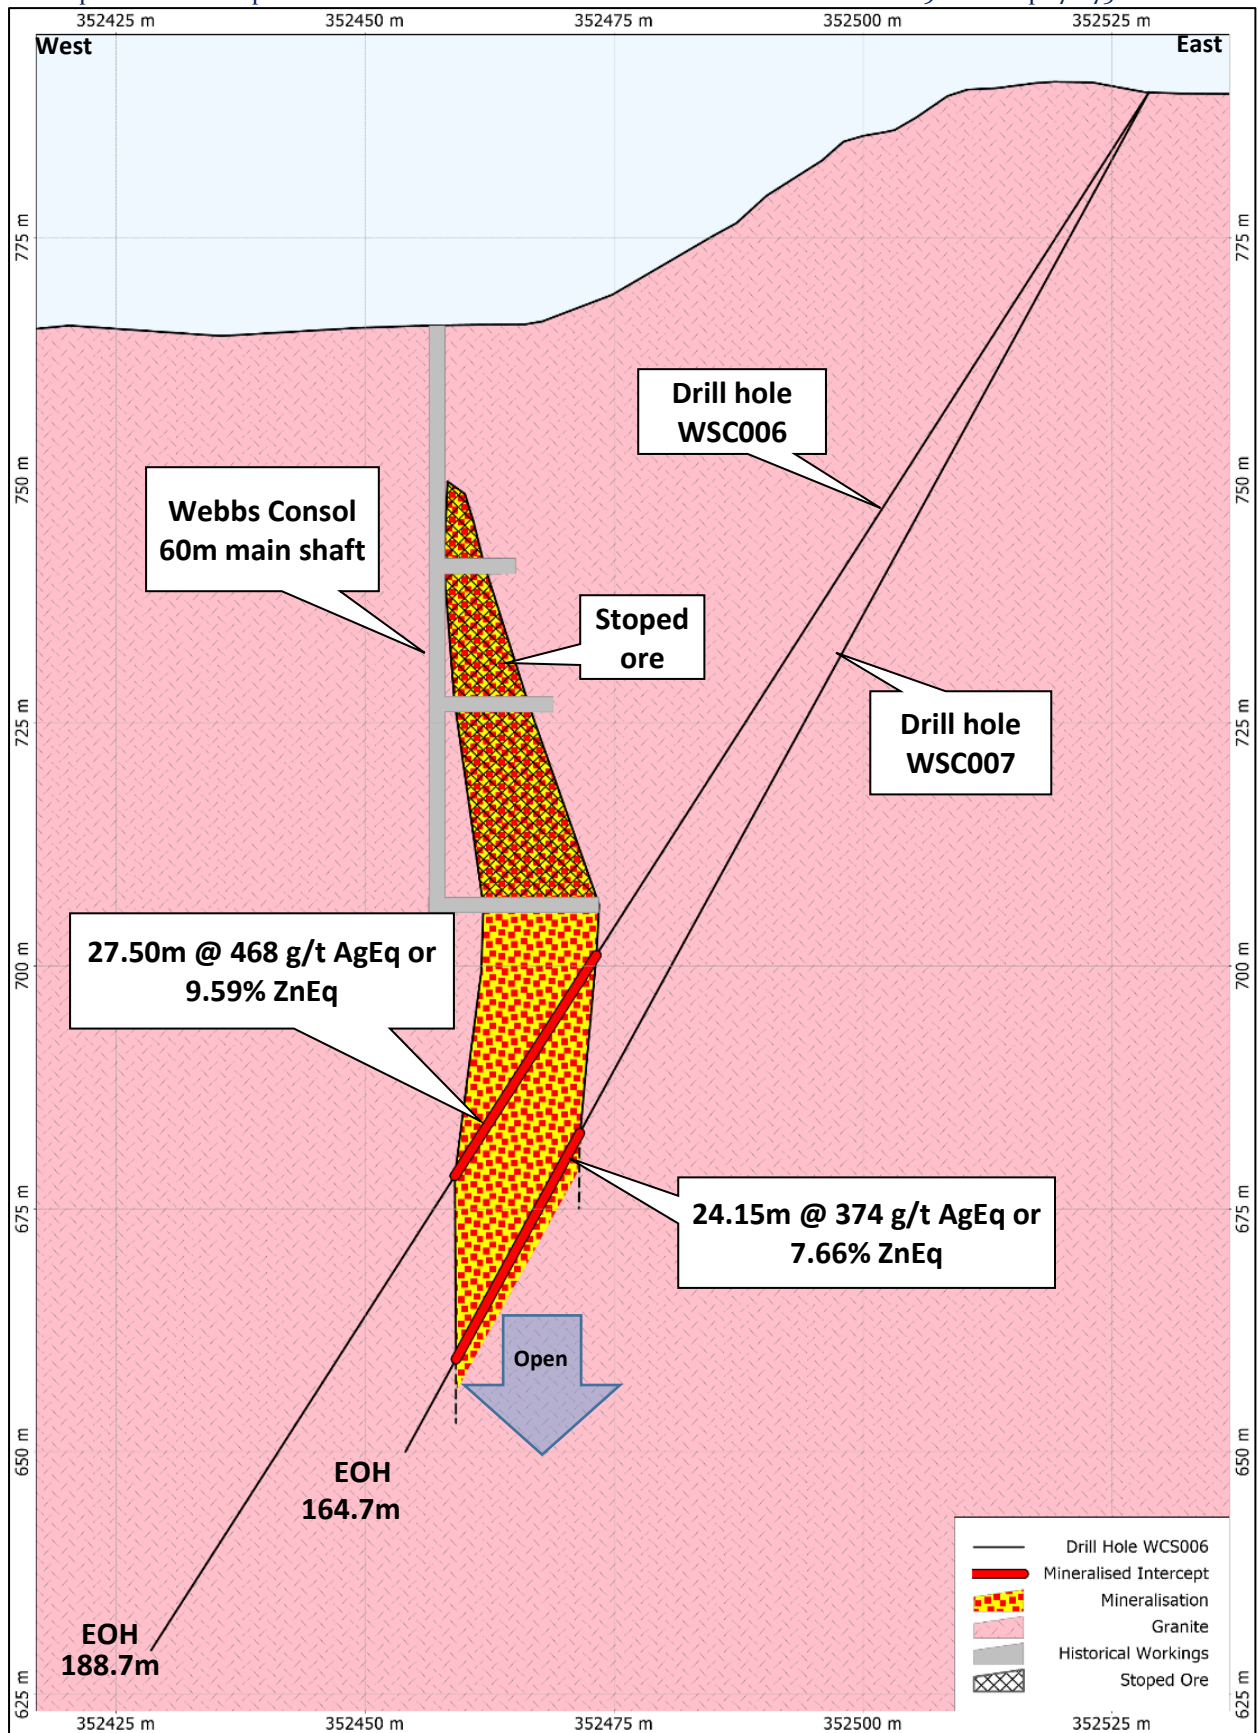 352425 m 352450 m 352475 m 352500 m 352525 m
West
East
775 m
775 m
Drill hole
WSC006
750 m
750 m
Webbs Consol
60m main shaft
Stoped
ore
Drill hole
WSC007
725 m
725 m
27.50m @ 468 g/t AgEq or
9.59% ZnEq
700 m
700 m
24.15m @ 374 g/t AgEq or
7.66% ZnEq
675 m
675 m
Open
650 m
650 m
EOH
164.7m
EOH
188.7m
Drill Hole WCS006
Mineralised Intercept
Mineralisation
Granite
Historical Workings
Stoped Ore
625 m
625 m
352425 m 352450 m 352475 m 352500 m 352525 m